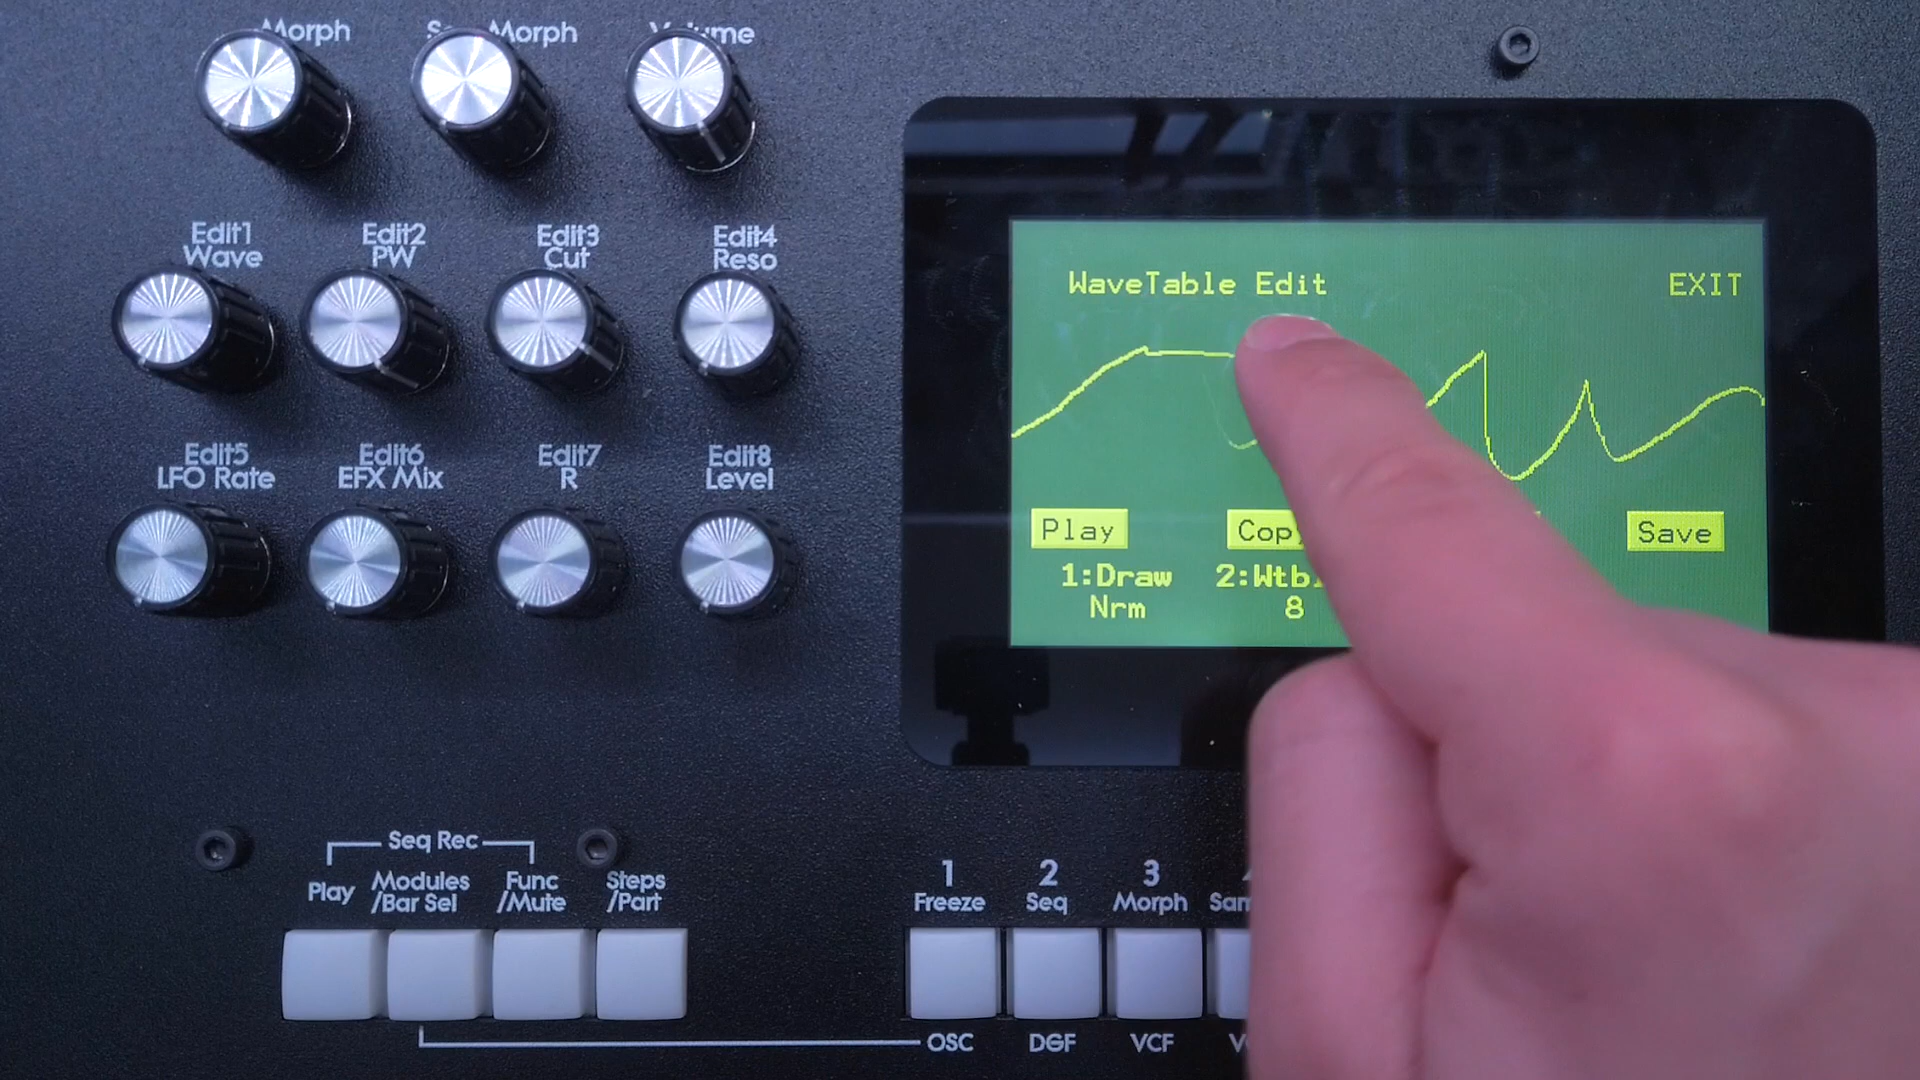 Morph Morph Volume
Edit1 Edit2 Edit3 Edit4
Wave PW Cut Reso
Edit5 Edit6 Edit7 Edit8
LFO Rate EFX Mix R Level
WaveTable Edit EXIT
Play Save
1:Draw
Nrm 8
Seq Rec
Play Modules Func Steps
/Bar Sel /Mute /Part
1 2 3
Freeze Seq Morph
OSC DGF VCF